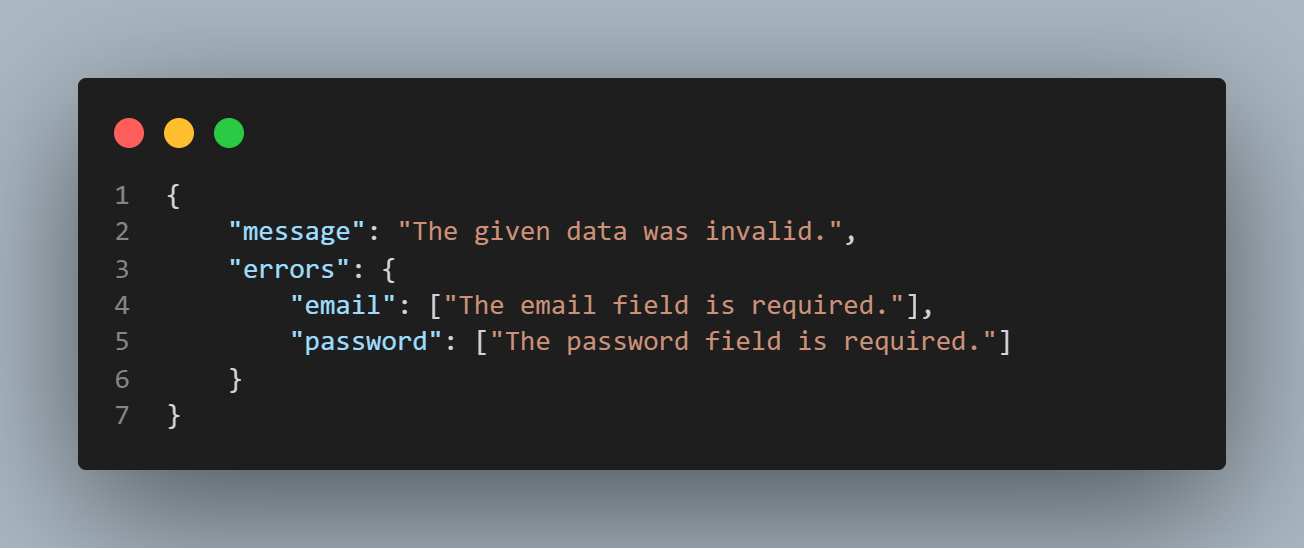 1 {
2     "message": "The given data was invalid.",
3     "errors": {
4         "email": ["The email field is required."],
5         "password": ["The password field is required."]
6     }
7 }